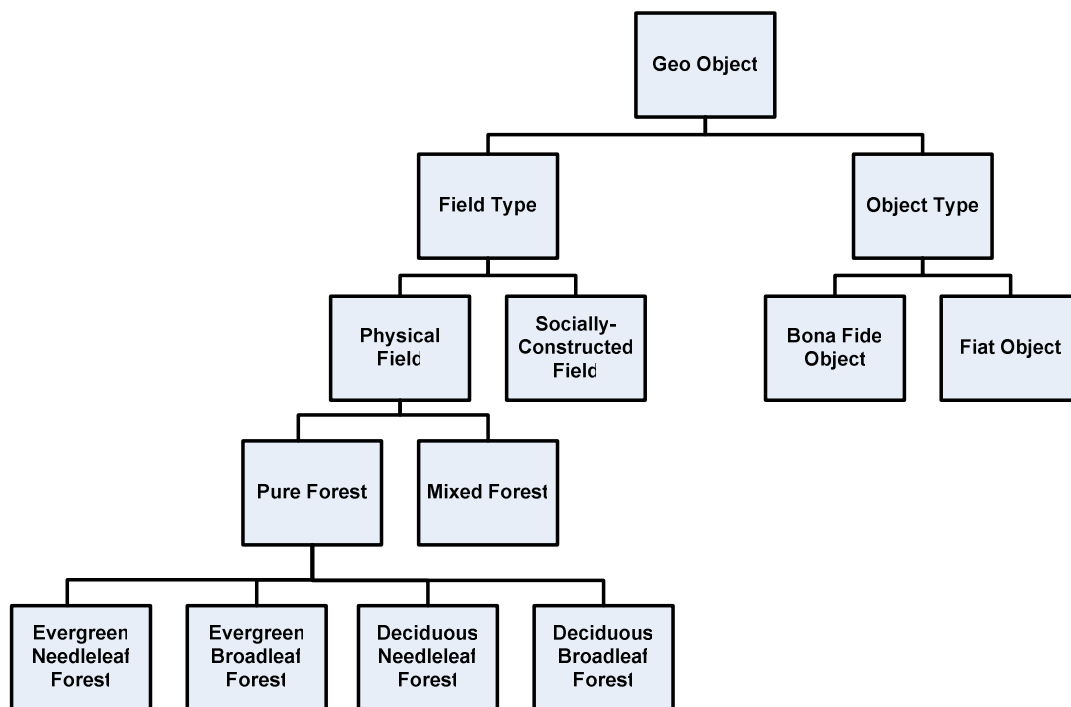 Geo Object
Field Type
Object Type
Physical
Field
Socially-
Constructed
Field
Bona Fide
Object
Fiat Object
Pure Forest
Mixed Forest
Evergreen
Needleleaf
Forest
Evergreen
Broadleaf
Forest
Deciduous
Needleleaf
Forest
Deciduous
Broadleaf
Forest